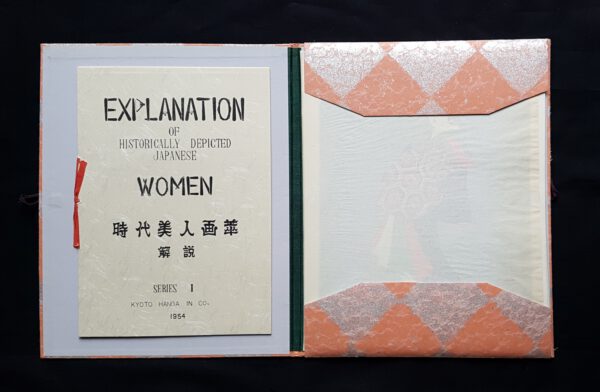 EXPLANATION
OF
HISTORICALLY DEPICTED
JAPANESE
WOMEN
時代美人画華
解説
SERIES I
KYOTO HANGA IN CO.
1954